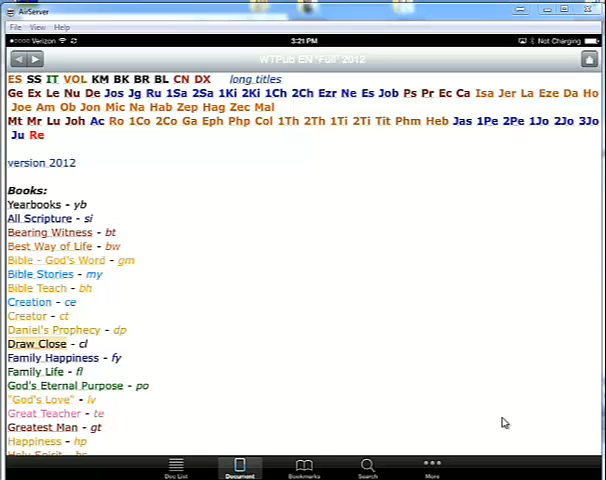 AirServer
File View Help
Verizon 3:21 PM Not Charging
WTPub EN "Full" 2012
ES SS IT VOL KM BK BR BL CN DX long titles
Ge Ex Le Nu De Jos Jg Ru 1Sa 2Sa 1Ki 2Ki 1Ch 2Ch Ezr Ne Es Job Ps Pr Ec Ca Isa Jer La Eze Da Ho
Joe Am Ob Jon Mic Na Hab Zep Hag Zec Mal
Mt Mr Lu Joh Ac Ro 1Co 2Co Ga Eph Php Col 1Th 2Th 1Ti 2Ti Tit Phm Heb Jas 1Pe 2Pe 1Jo 2Jo 3Jo
Ju Re
version 2012
Books:
Yearbooks - yb
All Scripture - si
Bearing Witness - bt
Best Way of Life - bw
Bible - God's Word - gm
Bible Stories - my
Bible Teach - bh
Creation - ce
Creator - ct
Daniel's Prophecy - dp
Draw Close - cl
Family Happiness - fy
Family Life - fl
God's Eternal Purpose - po
"God's Love" - lv
Great Teacher - te
Greatest Man - gt
Happiness - hp
Holy Spirit - hs
Doc List Document Bookmarks Search More